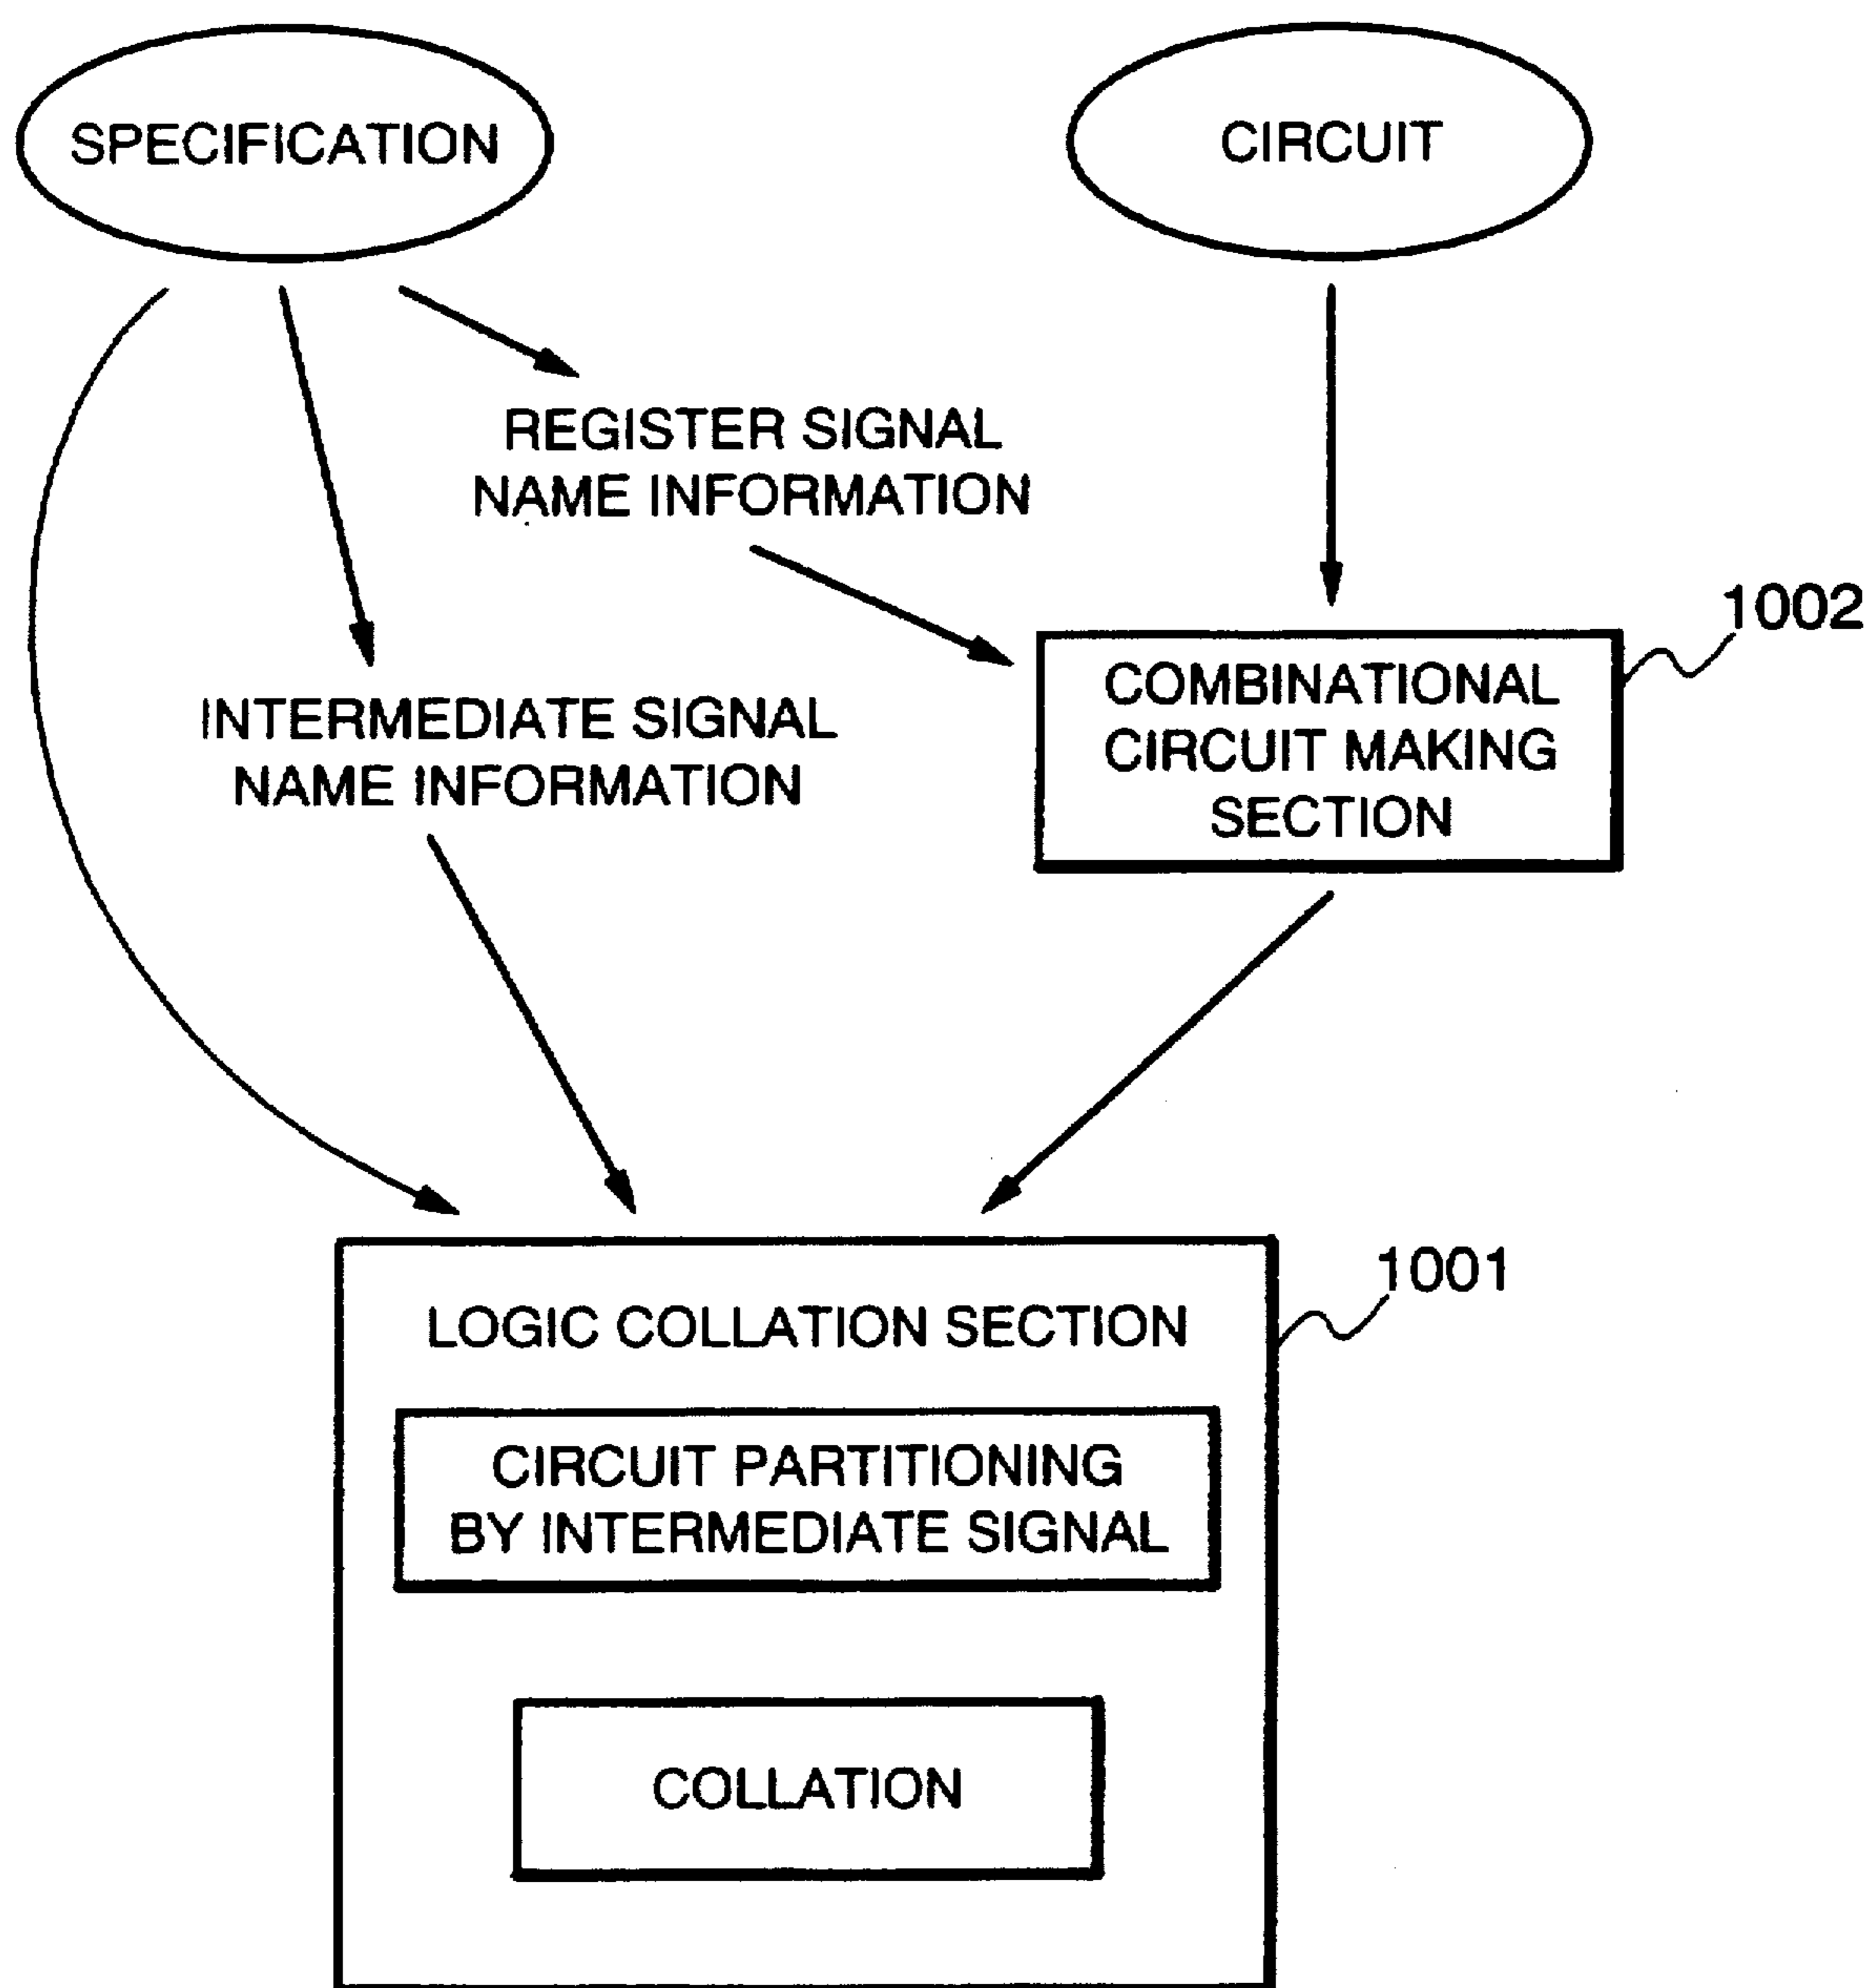 SPECIFICATION
CIRCUIT
REGISTER SIGNAL
NAME INFORMATION
1002
COMBINATIONAL
CIRCUIT MAKING
SECTION
INTERMEDIATE SIGNAL
NAME INFORMATION
1001
LOGIC COLLATION SECTION
CIRCUIT PARTITIONING
BY INTERMEDIATE SIGNAL
COLLATION